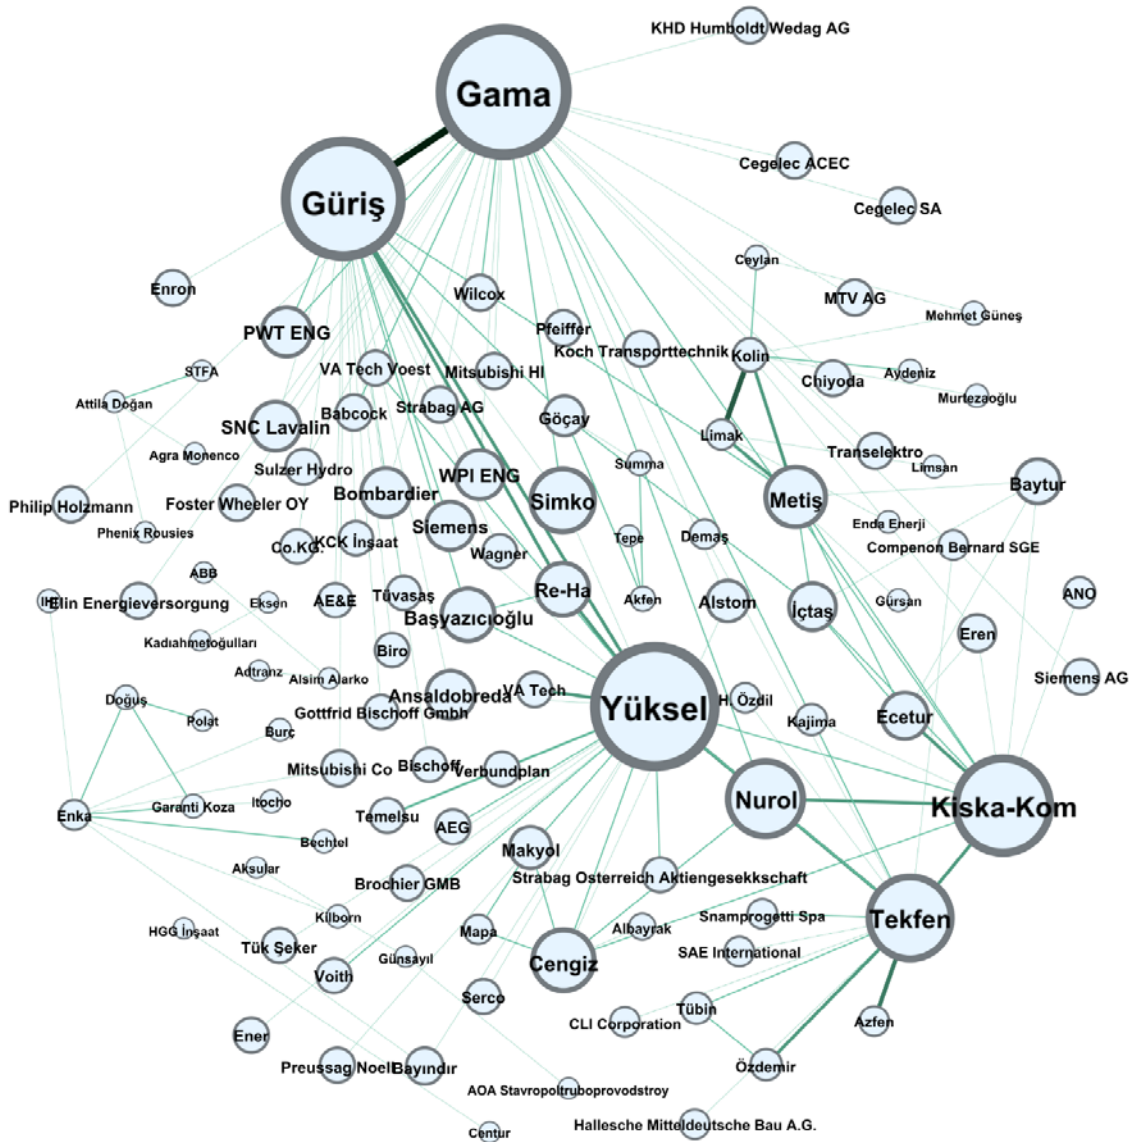 KHD Humboldt Wedag AG
Gama
Cegelec ACEC
Güriş
Cegelec SA
Ceylan
Enron
Wilcox
MTV AG
Mehmet Güneş
PWT ENG
Pfeiffer
Koch Transporttechnik
Kolin
STFA
VA Tech Voest
Mitsubishi HI
Chiyoda
Aydeniz
Murtezaoğlu
Attila Doğan
Babcock
Strabag AG
Göçay
SNC Lavalin
Limak
Agra Monenco
Sulzer Hydro
WPI ENG
Summa
Transelektro
Limsan
Baytur
Philip Holzmann
Foster Wheeler OY
Bombardier
Simko
Metiş
Phenix Rousies
Co.KG.
KCK İnsaat
Siemens
Wagner
Tepe
Demaş
Enda Enerji
Compenon Bernard SGE
ABB
IHI
Elin Energieversorgung
Eksen
AE&E
Tüvasaş
Re-Ha
Akfen
Alstom
İçtaş
Gürsan
ANO
Başyazıcıoğlu
Kadıahmetoğulları
Biro
Eren
Adtranz
Alsim Alarko
Siemens AG
Doğuş
Ansaldobreda
VA Tech
H. Özdil
Gottfrid Bischoff Gmbh
Yüksel
Kajima
Ecetur
Polat
Burç
Mitsubishi Co
Bischoff
Verbundplan
Nurol
Kiska-Kom
Enka
Garanti Koza
Itocho
Temelsu
AEG
Bechtel
Makyol
Aksular
Brochier GMB
Strabag Osterreich Aktiengesekkschaft
HGG İnşaat
Kilborn
Mapa
Albayrak
Snamprogetti Spa
Tekfen
Tük Şeker
Günsayıl
Voith
Cengiz
SAE International
Serco
Tübin
CLI Corporation
Azfen
Ener
Preussag Noell
Bayındır
Özdemir
AOA Stavropoltruboprovodstroy
Centur
Hallesche Mitteldeutsche Bau A.G.